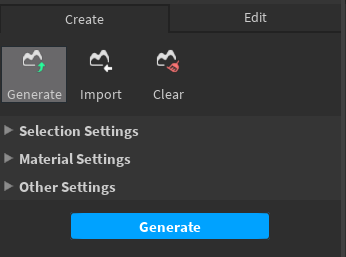 Create Edit
Generate Import Clear
Selection Settings
Material Settings
Other Settings
Generate